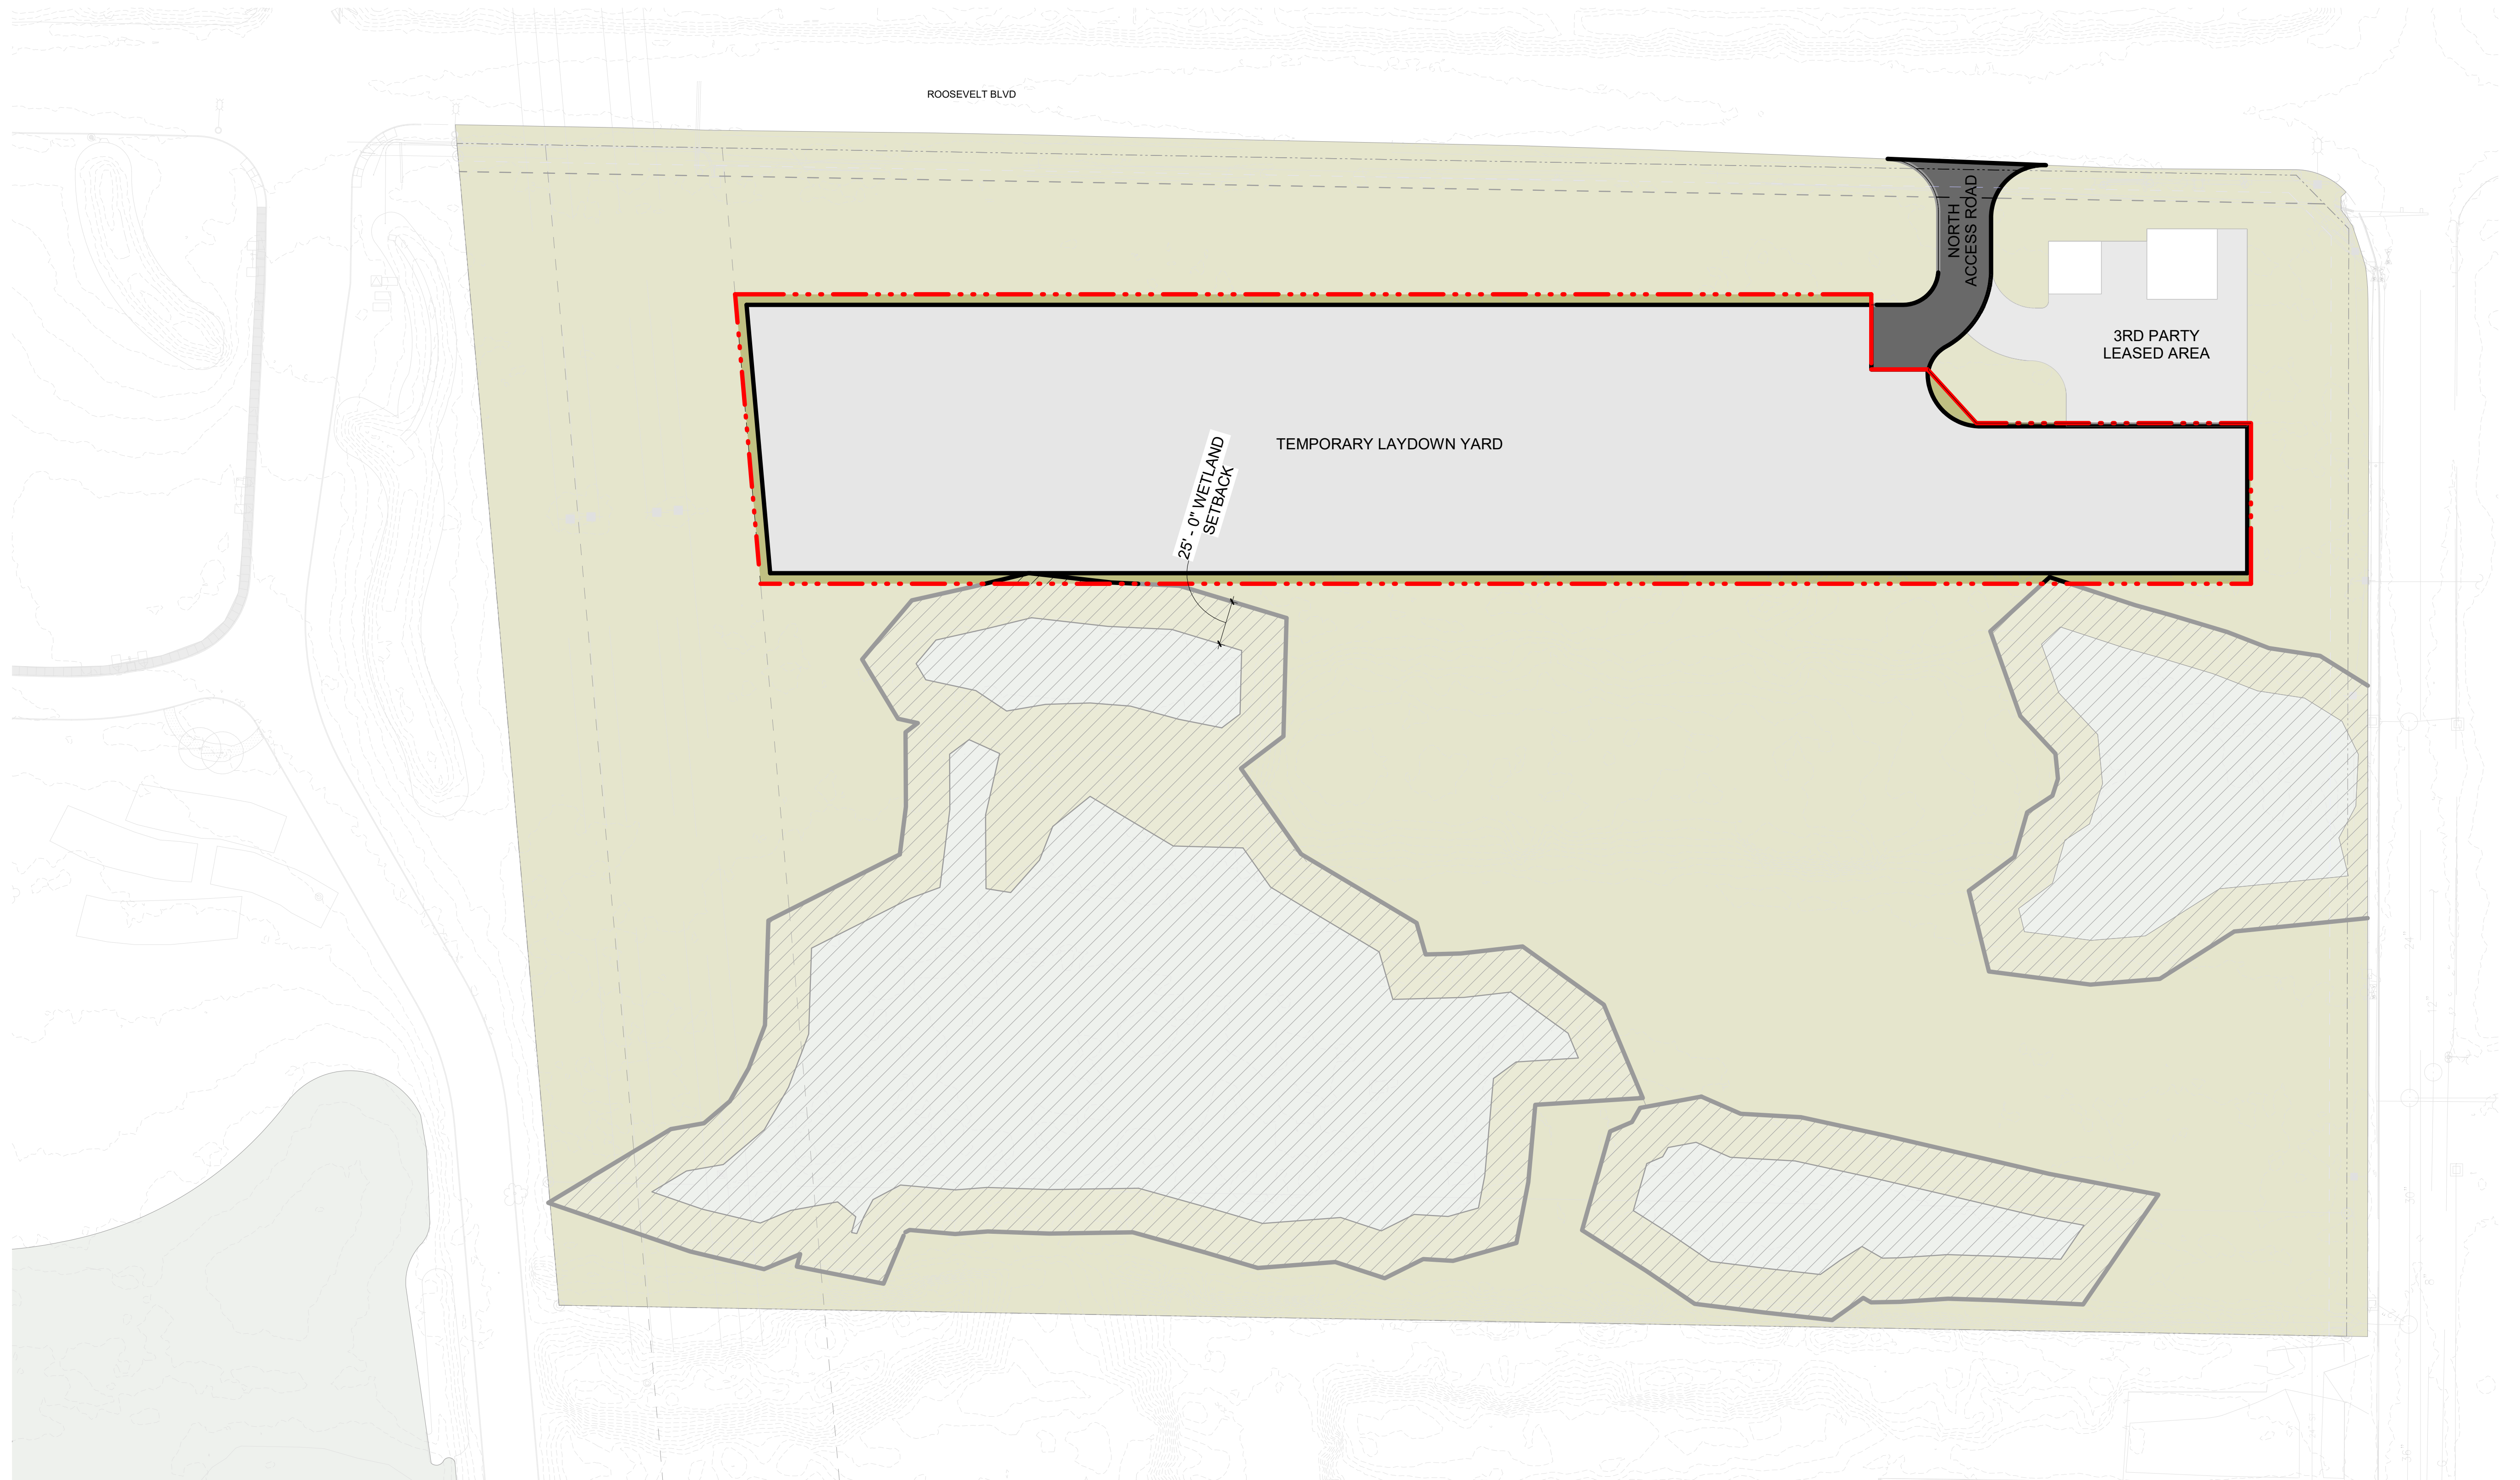 ROOSEVELT BLVD
NORTH
ACCESS ROAD
3RD PARTY
LEASED AREA
TEMPORARY LAYDOWN YARD
25' - 0" WETLAND
SETBACK